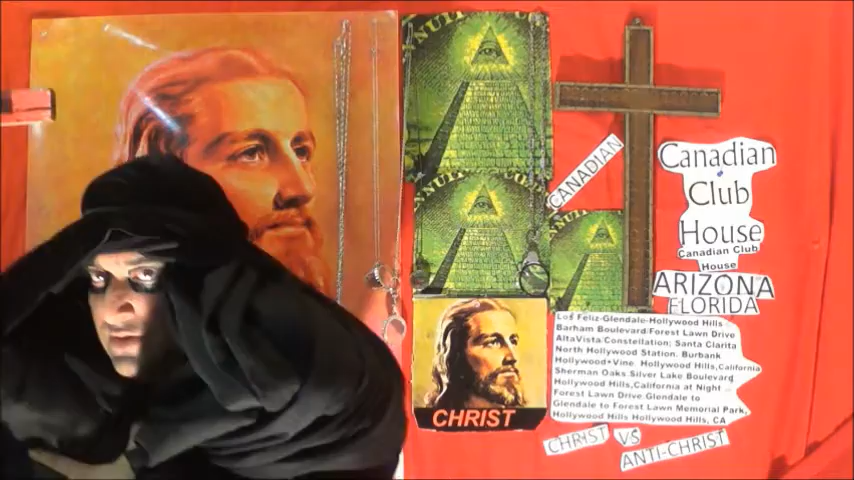 ANNUIT CO
ANNUIT COE
ANNUIT
CANADIAN
Canadian
Club
House
Canadian Club
House
ARIZONA
FLORIDA
CHRIST
Los Feliz-Glendale-Hollywood Hills
Barham Boulevard/Forest Lawn Drive
AltaVista/Constellation: Santa Clarita
North Hollywood Station. Burbank
Hollywood+Vine Hollywood Hills,California
Sherman Oaks Silver Lake Boulevard
Hollywood Hills,California at Night
Forest Lawn Drive Glendale to
Glendale to Forest Lawn Memorial Park,
Hollywood Hills Hollywood Hills, CA
CHRIST VS
ANTI-CHRIST